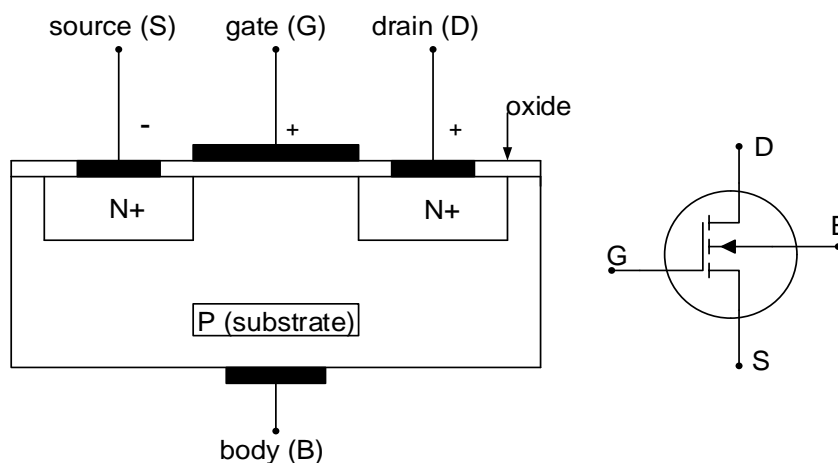 source (S)
gate (G)
drain (D)
- + +
oxide
N+
N+
P (substrate)
body (B)
D
G
S